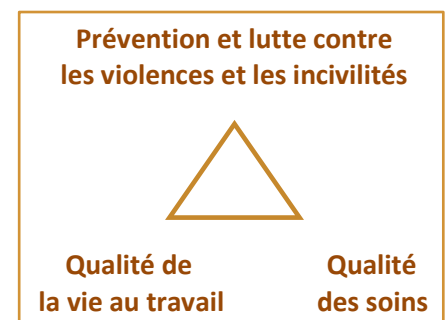 Prévention et lutte contre
les violences et les incivilités
Qualité de
la vie au travail
Qualité
des soins